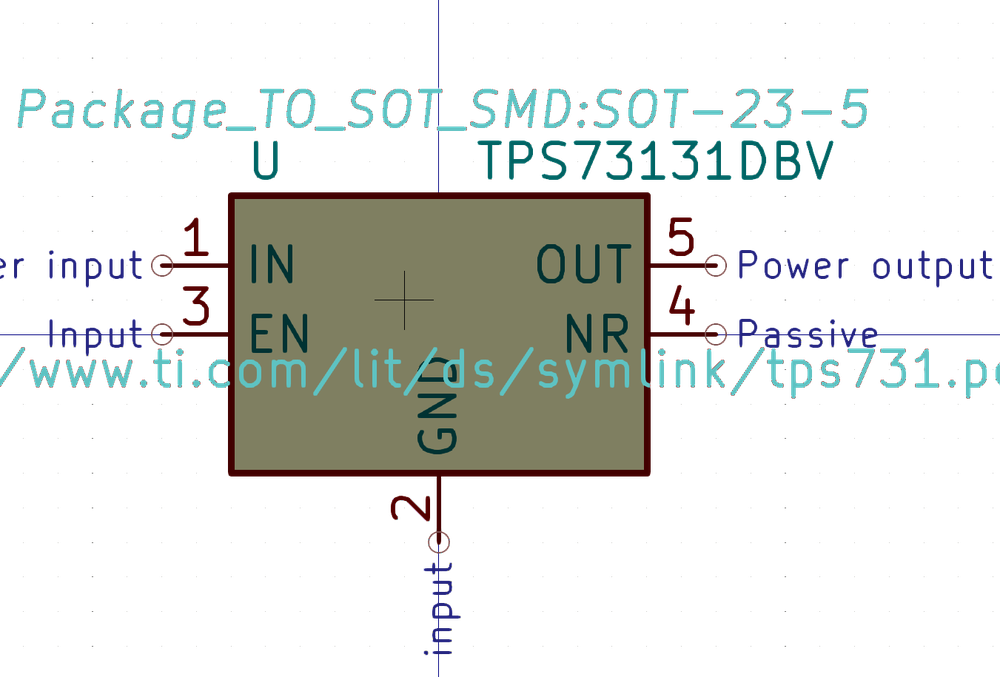 Package_TO_SOT_SMD:SOT-23-5
U TPS73131DBV
1 5
er input IN OUT Power output
3 4
Input EN NR Passive
/www.ti.com/lit/ds/symlink/tps731.pd
GND
2
input